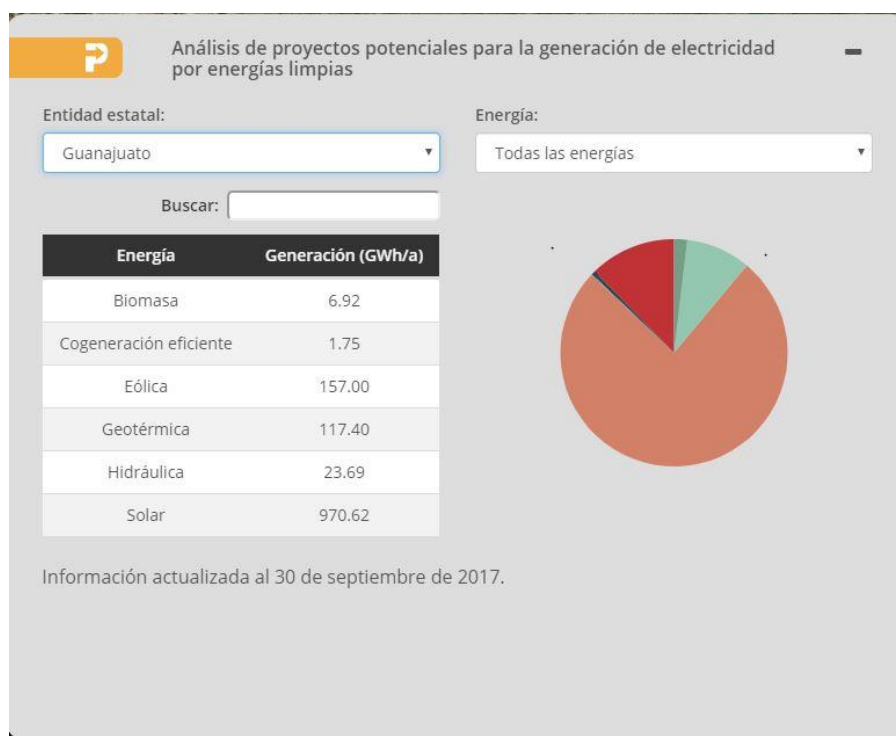 Análisis de proyectos potenciales para la generación de electricidad
por energías limpias
Entidad estatal:
Guanajuato
Energía:
Todas las energías
Buscar:
Energía Generación (GWh/a)
Biomasa 6.92
Cogeneración eficiente 1.75
Eólica 157.00
Geotérmica 117.40
Hidráulica 23.69
Solar 970.62
Información actualizada al 30 de septiembre de 2017.